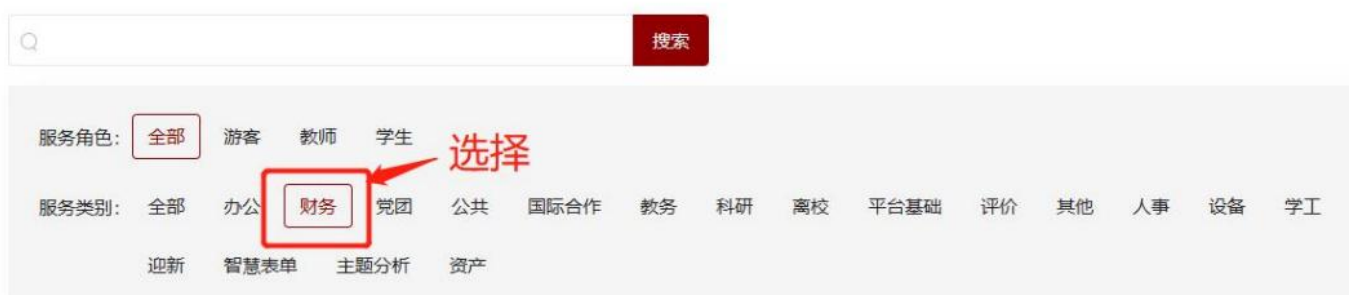 搜索
服务角色: 全部 游客 教师 学生
选择
服务类别: 全部 办公 财务 党团 公共 国际合作 教务 科研 离校 平台基础 评价 其他 人事 设备 学工
迎新 智慧表单 主题分析 资产